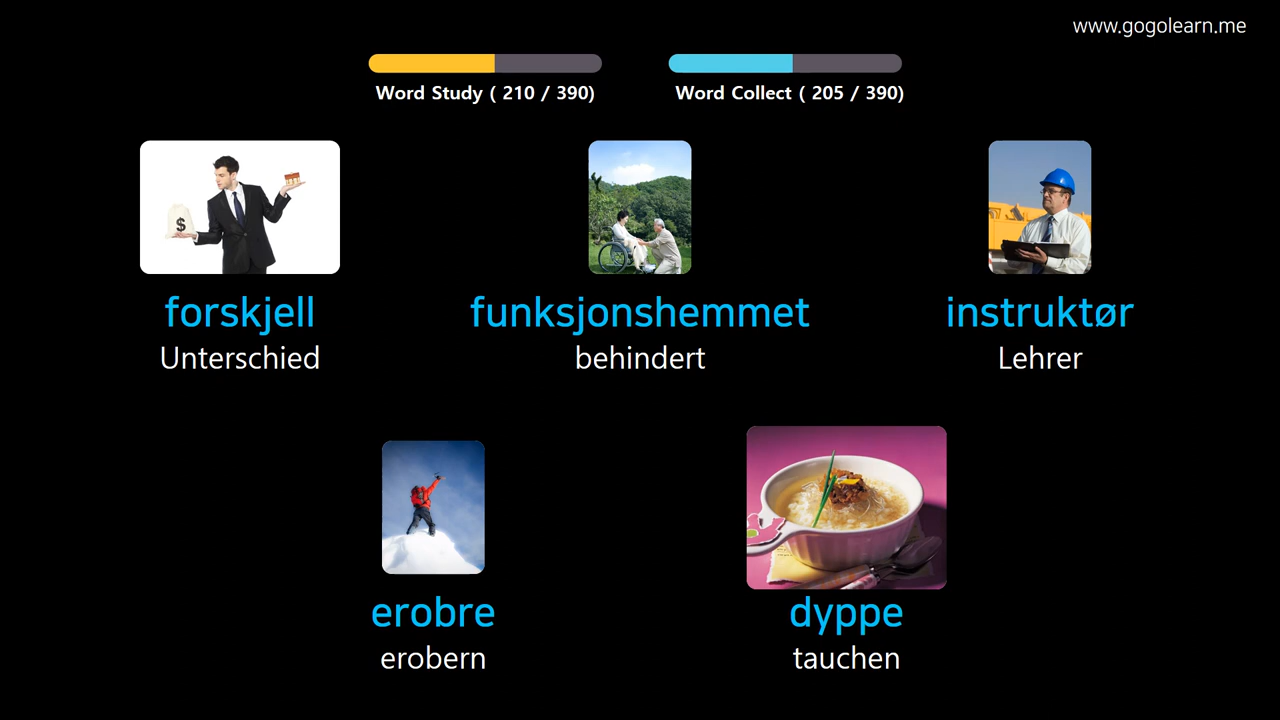 www.gogolearn.me
Word Study ( 210 / 390)
Word Collect ( 205 / 390)
$
forskjell
Unterschied
funksjonshemmet
behindert
instruktør
Lehrer
erobre
erobern
dyppe
tauchen